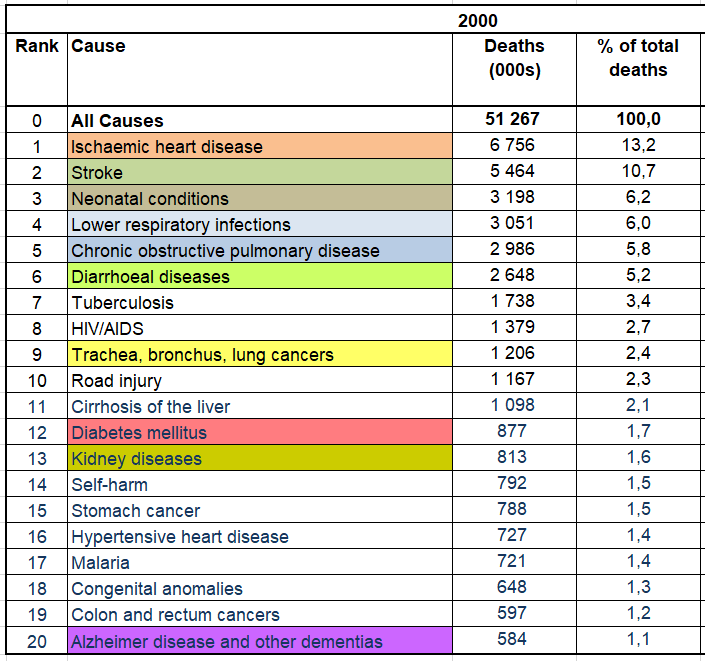 2000
Rank Cause Deaths (000s) % of total deaths
0 All Causes 51 267 100,0
1 Ischaemic heart disease 6 756 13,2
2 Stroke 5 464 10,7
3 Neonatal conditions 3 198 6,2
4 Lower respiratory infections 3 051 6,0
5 Chronic obstructive pulmonary disease 2 986 5,8
6 Diarrhoeal diseases 2 648 5,2
7 Tuberculosis 1 738 3,4
8 HIV/AIDS 1 379 2,7
9 Trachea, bronchus, lung cancers 1 206 2,4
10 Road injury 1 167 2,3
11 Cirrhosis of the liver 1 098 2,1
12 Diabetes mellitus 877 1,7
13 Kidney diseases 813 1,6
14 Self-harm 792 1,5
15 Stomach cancer 788 1,5
16 Hypertensive heart disease 727 1,4
17 Malaria 721 1,4
18 Congenital anomalies 648 1,3
19 Colon and rectum cancers 597 1,2
20 Alzheimer disease and other dementias 584 1,1